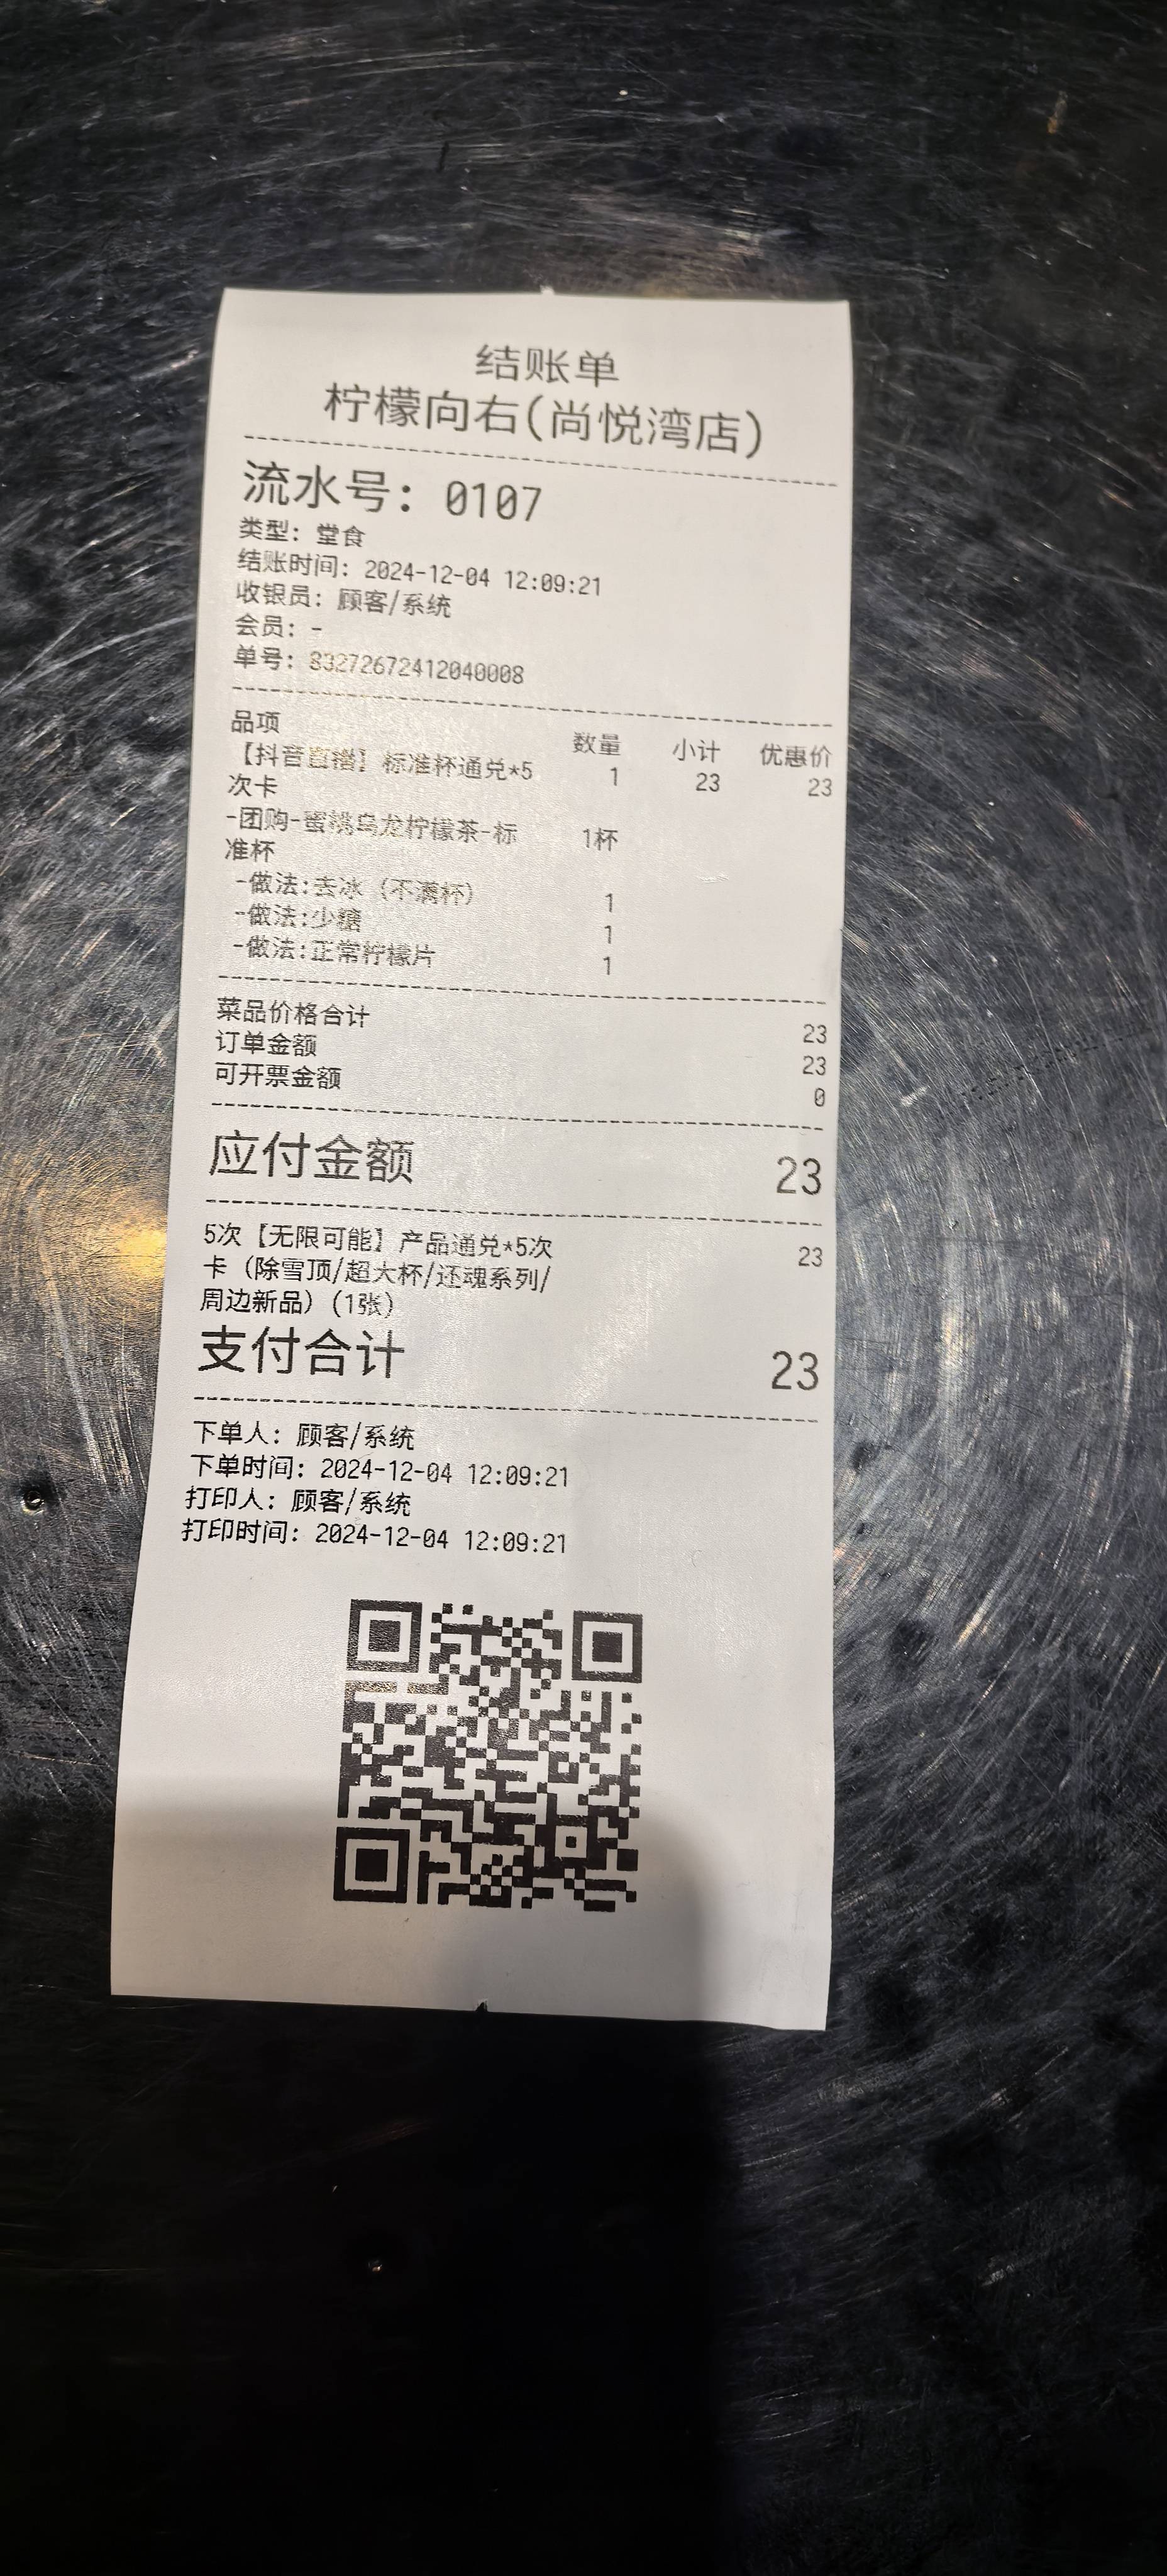 结账单
柠檬向右(尚悦湾店)
流水号: 0107
类型: 堂食
结账时间: 2024-12-04 12:09:21
收银员: 顾客/系统
会员: -
单号: 83272672412040008
品项 数量 小计 优惠价
【抖音直播】标准杯通兑*5 1 23 23
次卡
-团购-蜜桃乌龙柠檬茶-标 1杯
准杯
-做法:去冰（不满杯） 1
-做法:少糖 1
-做法:正常柠檬片 1
菜品价格合计 23
订单金额 23
可开票金额 0
应付金额 23
5次【无限可能】产品通兑*5次 23
卡（除雪顶/超大杯/还魂系列/
周边新品）(1张)
支付合计 23
下单人: 顾客/系统
下单时间: 2024-12-04 12:09:21
打印人: 顾客/系统
打印时间: 2024-12-04 12:09:21